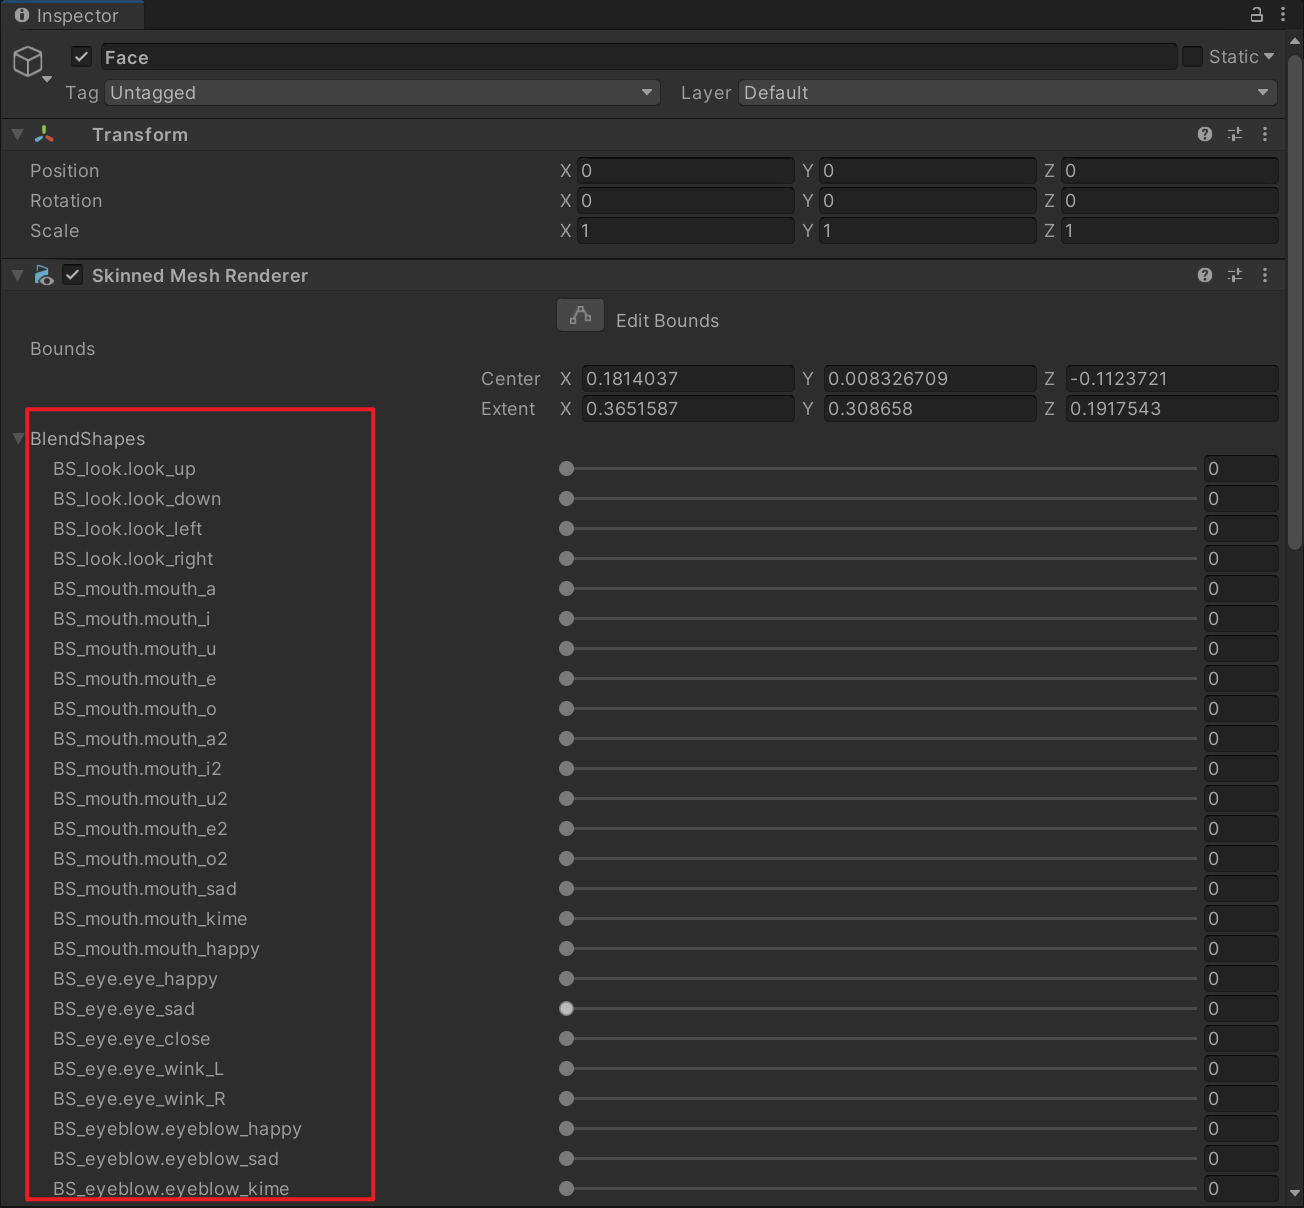 Inspector
Face Static
Tag Untagged Layer Default
Transform
Position X 0 Y 0 Z 0
Rotation X 0 Y 0 Z 0
Scale X 1 Y 1 Z 1
Skinned Mesh Renderer
Edit Bounds
Bounds
Center X 0.1814037 Y 0.008326709 Z -0.1123721
Extent X 0.3651587 Y 0.308658 Z 0.1917543
BlendShapes
BS_look.look_up 0
BS_look.look_down 0
BS_look.look_left 0
BS_look.look_right 0
BS_mouth.mouth_a 0
BS_mouth.mouth_i 0
BS_mouth.mouth_u 0
BS_mouth.mouth_e 0
BS_mouth.mouth_o 0
BS_mouth.mouth_a2 0
BS_mouth.mouth_i2 0
BS_mouth.mouth_u2 0
BS_mouth.mouth_e2 0
BS_mouth.mouth_o2 0
BS_mouth.mouth_sad 0
BS_mouth.mouth_kime 0
BS_mouth.mouth_happy 0
BS_eye.eye_happy 0
BS_eye.eye_sad 0
BS_eye.eye_close 0
BS_eye.eye_wink_L 0
BS_eye.eye_wink_R 0
BS_eyeblow.eyeblow_happy 0
BS_eyeblow.eyeblow_sad 0
BS_eyeblow.eyeblow_kime 0